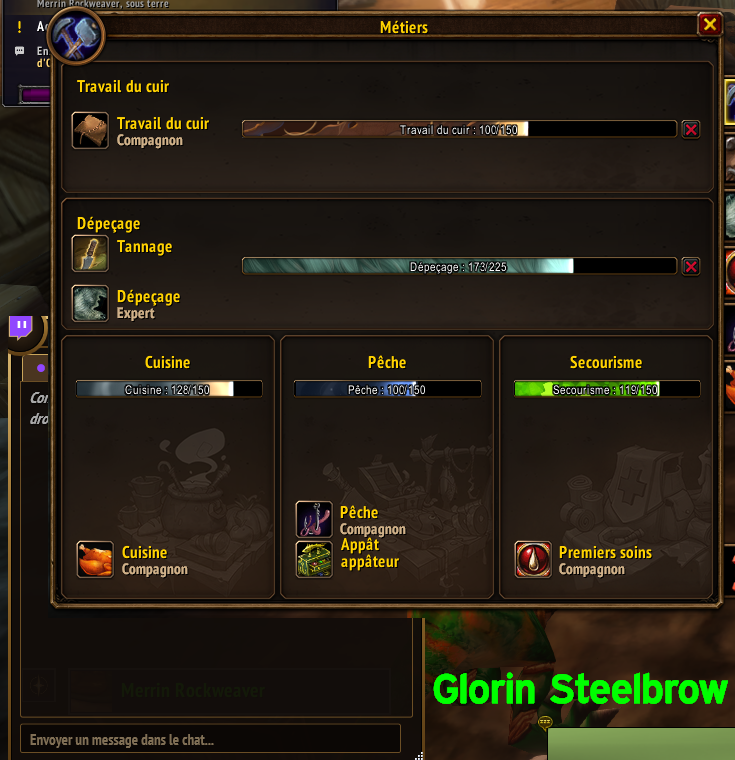 Merrin Rockweaver, sous terre
Métiers
Travail du cuir
Travail du cuir
Compagnon
Travail du cuir : 100/150
Dépeçage
Tannage
Dépeçage : 173/225
Dépeçage
Expert
Cuisine
Cuisine : 128/150
Cuisine
Compagnon
Pêche
Pêche : 100/150
Pêche
Compagnon
Appât
appâteur
Secourisme
Secourisme : 119/150
Premiers soins
Compagnon
Merrin Rockweaver
Glorin Steelbrow
Envoyer un message dans le chat...